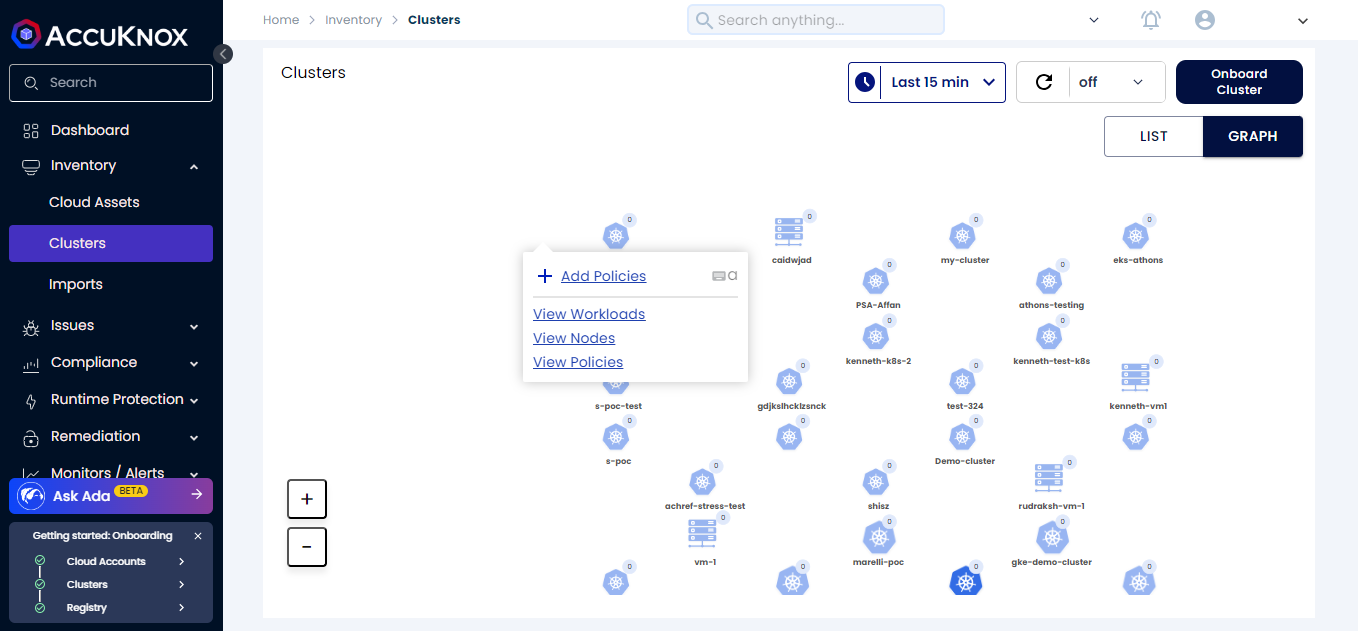 Home > Inventory > Clusters
Search anything...
ACCUKNOX
Search
Dashboard
Inventory
Cloud Assets
Clusters
Imports
Issues
Compliance
Runtime Protection
Remediation
Monitors / Alerts
Ask Ada BETA
Getting started: Onboarding
Cloud Accounts
Clusters
Registry
Clusters
Last 15 min
off
Onboard
Cluster
LIST GRAPH
0 0 0 0
caidwjad my-cluster eks-athons
0 0
PSA-Affan athons-testing
0 0
kenneth-k8s-2 kenneth-test-k8s
+ Add Policies
View Workloads
View Nodes
View Policies
0 0 0
s-poc-test gdjkslhcklzsnck test-324 kenneth-vm1
0 0 0 0
s-poc Demo-cluster
0 0 0
achref-stress-test shisz rudraksh-vm-1
0 0 0
vm-1 marelli-poc gke-demo-cluster
0 0 0 0
+
−